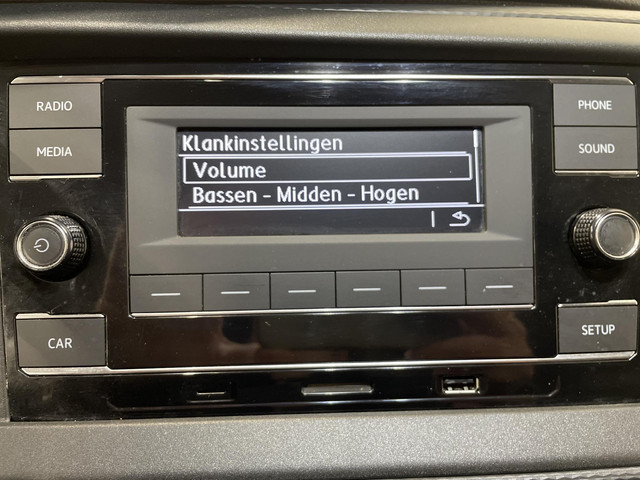 RADIO
MEDIA
Klankinstellingen
Volume
Bassen - Midden - Hogen
PHONE
SOUND
CAR
SETUP